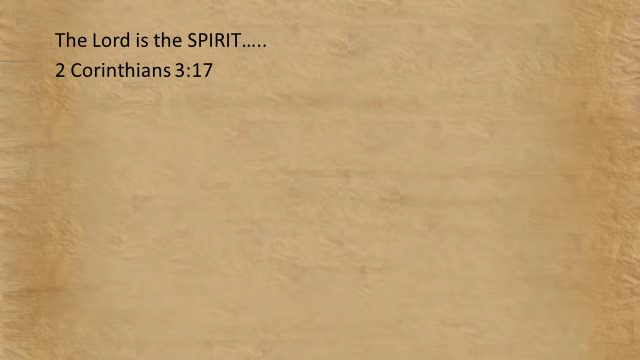 The Lord is the SPIRIT…..
2 Corinthians 3:17